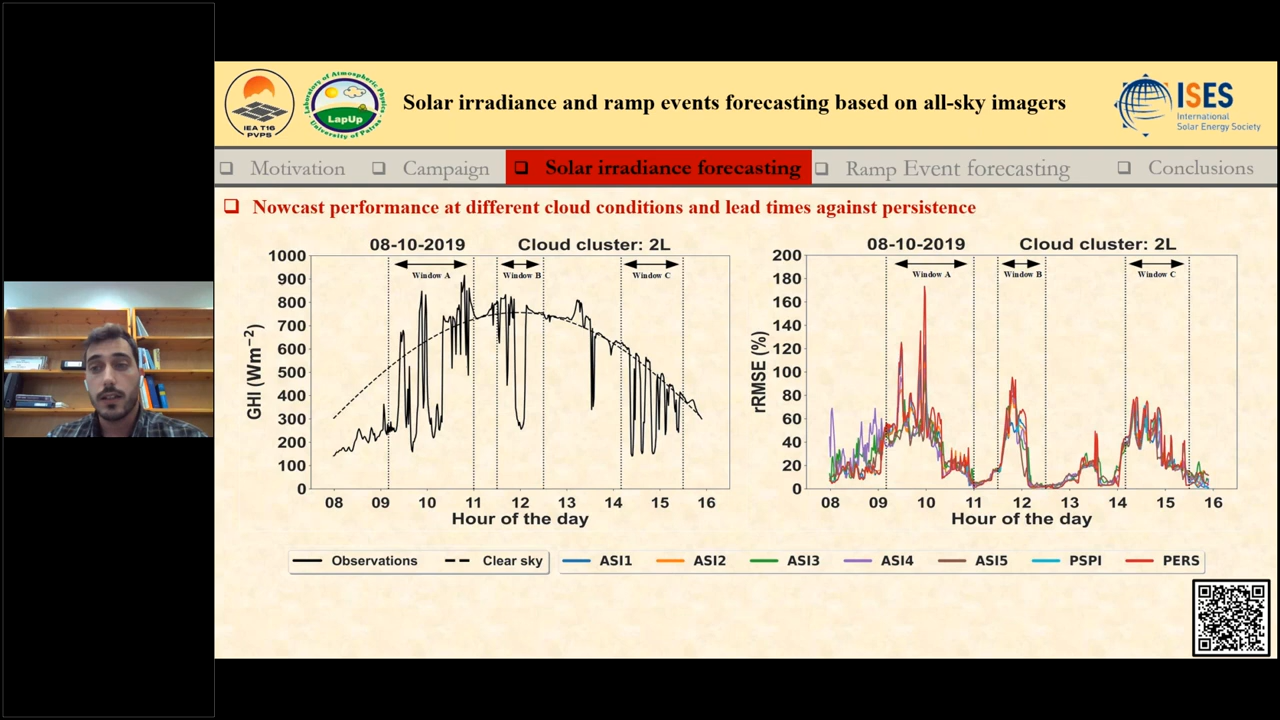 IEA T16
PVPS
Laboratory of Atmospheric Physics
LapUp
University of Patras
Solar irradiance and ramp events forecasting based on all-sky imagers
ISES
International
Solar Energy Society
Motivation
Campaign
Solar irradiance forecasting
Ramp Event forecasting
Conclusions
Nowcast performance at different cloud conditions and lead times against persistence
08-10-2019 Cloud cluster: 2L
Window A Window B Window C
1000
900
800
700
600
500
400
300
200
100
0
GHI (Wm−2)
08 09 10 11 12 13 14 15 16
Hour of the day
08-10-2019 Cloud cluster: 2L
Window A Window B Window C
200
180
160
140
120
100
80
60
40
20
0
rRMSE (%)
08 09 10 11 12 13 14 15 16
Hour of the day
Observations Clear sky
ASI1 ASI2 ASI3 ASI4 ASI5 PSPI PERS